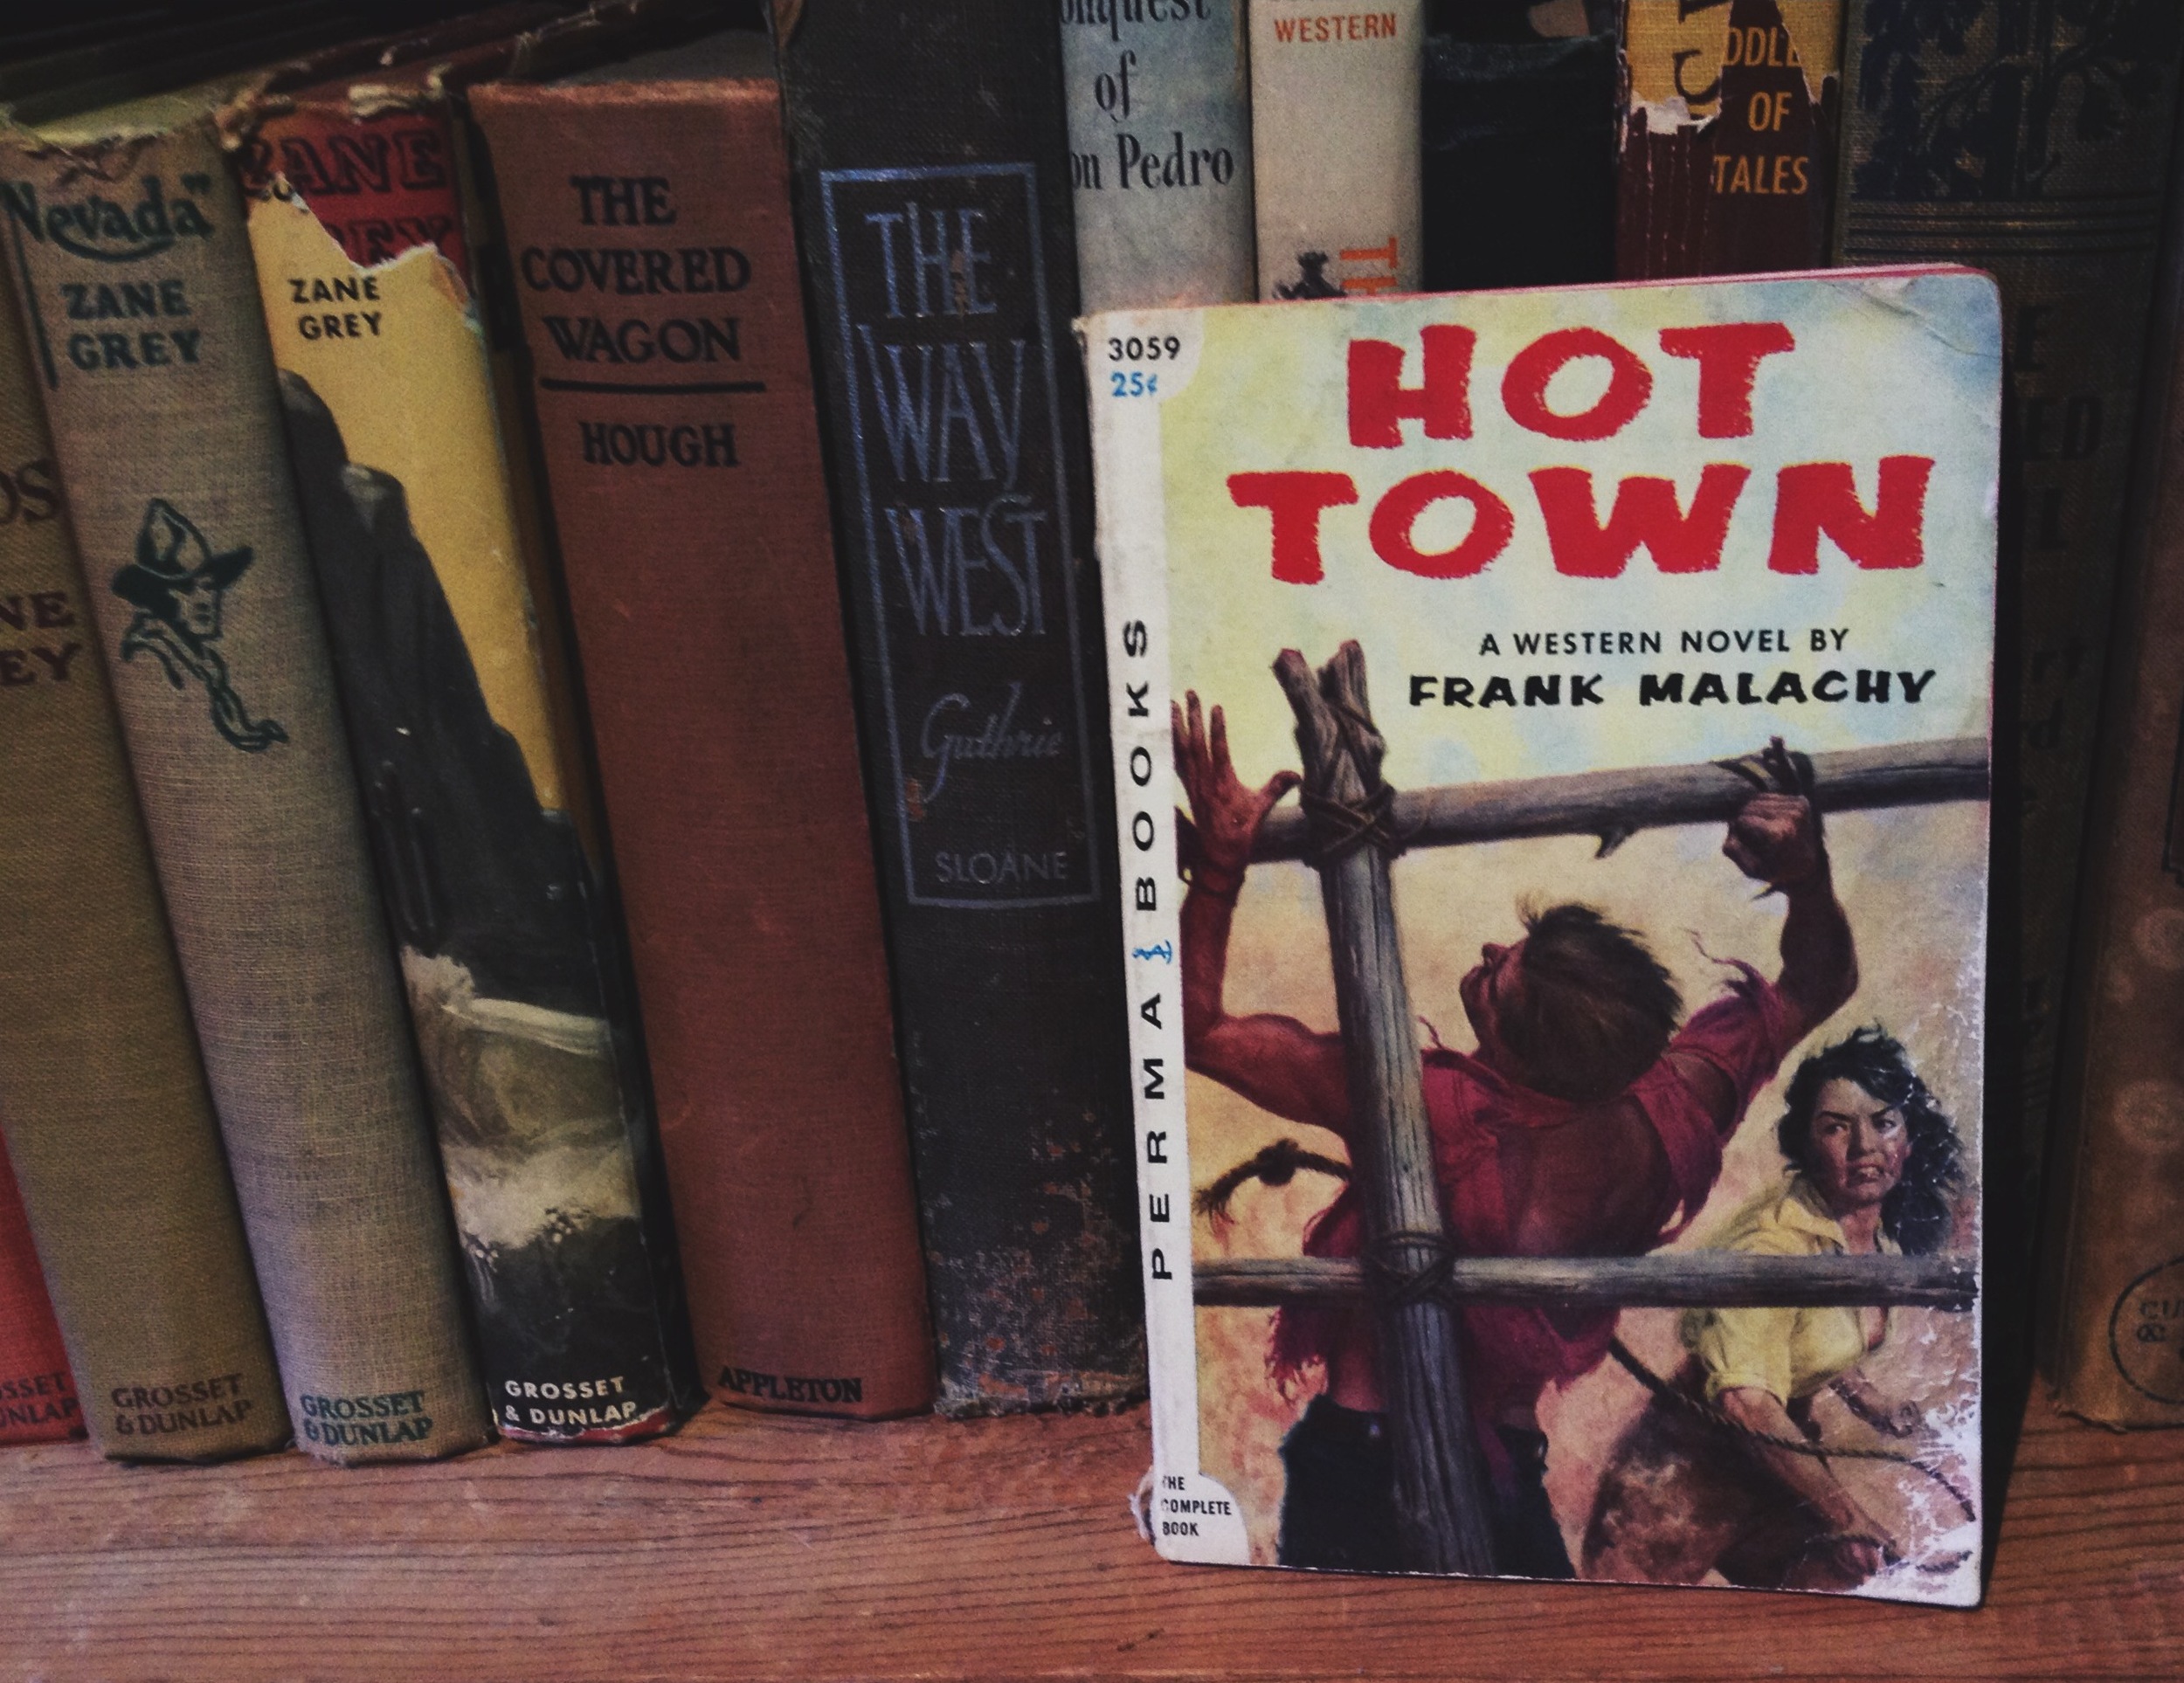 Nevada"
ZANE
GREY
GROSSET
& DUNLAP
GROSSET
& DUNLAP
ZANE
ZANE
GREY
GROSSET
& DUNLAP
THE
COVERED
WAGON
HOUGH
APPLETON
THE
WAY
WEST
Guthrie
SLOANE
of
Pedro
WESTERN
OF
TALES
3059
25¢
HOT
TOWN
A WESTERN NOVEL BY
FRANK MALACHY
PERMA BOOKS
THE
COMPLETE
BOOK